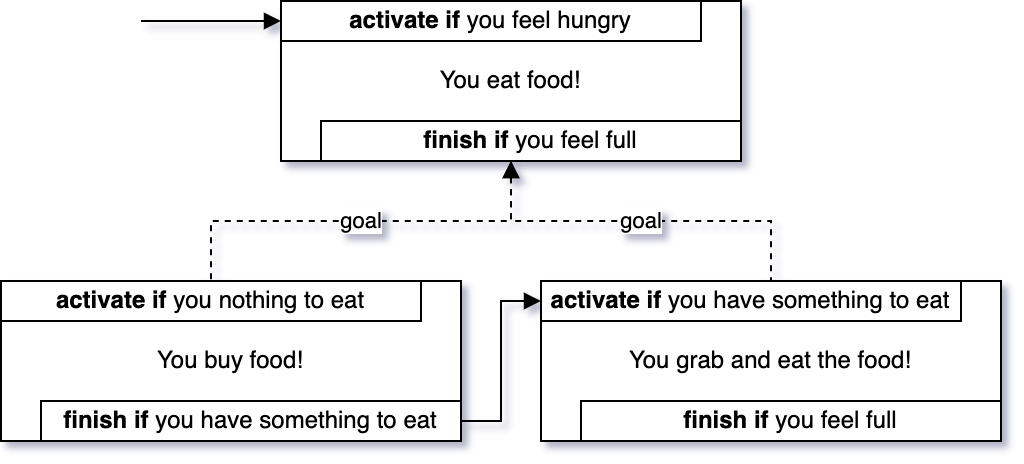 activate if you feel hungry
You eat food!
finish if you feel full
goal
goal
activate if you nothing to eat
You buy food!
finish if you have something to eat
activate if you have something to eat
You grab and eat the food!
finish if you feel full